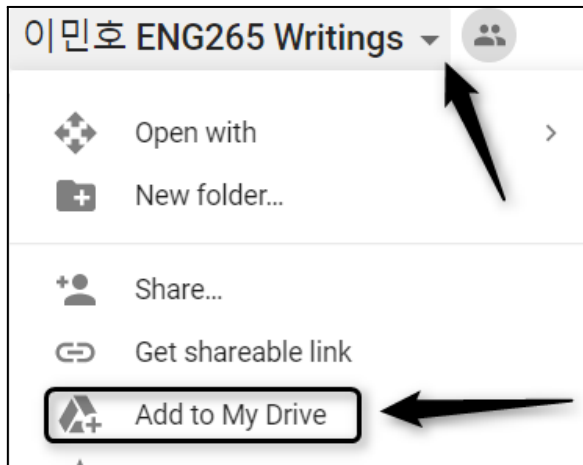 이민호 ENG265 Writings
Open with
New folder...
Share...
Get shareable link
Add to My Drive